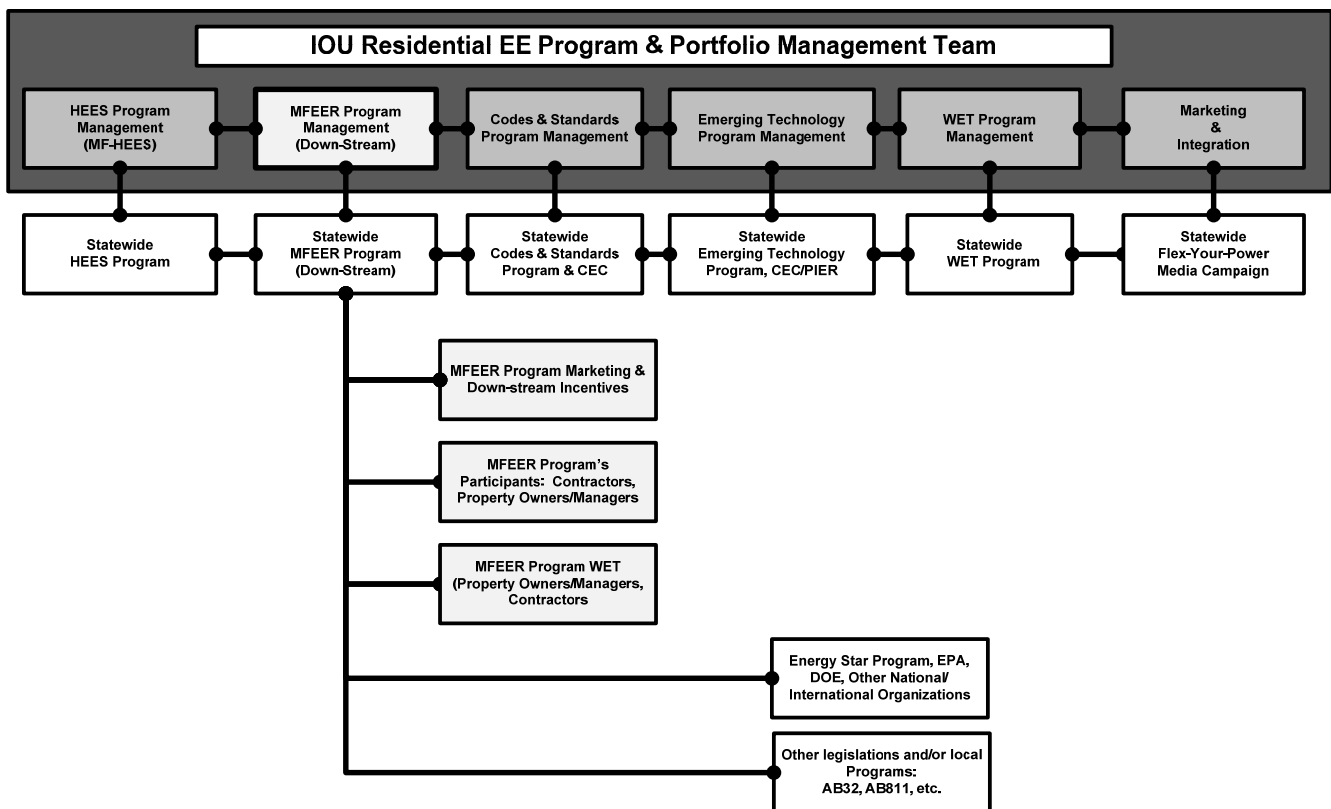 IOU Residential EE Program & Portfolio Management Team
HEES Program
Management
(MF-HEES)
MFEER Program
Management
(Down-Stream)
Codes & Standards
Program Management
Emerging Technology
Program Management
WET Program
Management
Marketing
&
Integration
Statewide
HEES Program
Statewide
MFEER Program
(Down-Stream)
Statewide
Codes & Standards
Program & CEC
Statewide
Emerging Technology
Program, CEC/PIER
Statewide
WET Program
Statewide
Flex-Your-Power
Media Campaign
MFEER Program Marketing &
Down-stream Incentives
MFEER Program's
Participants: Contractors,
Property Owners/Managers
MFEER Program WET
(Property Owners/Managers,
Contractors
Energy Star Program, EPA,
DOE, Other National/
International Organizations
Other legislations and/or local
Programs:
AB32, AB811, etc.